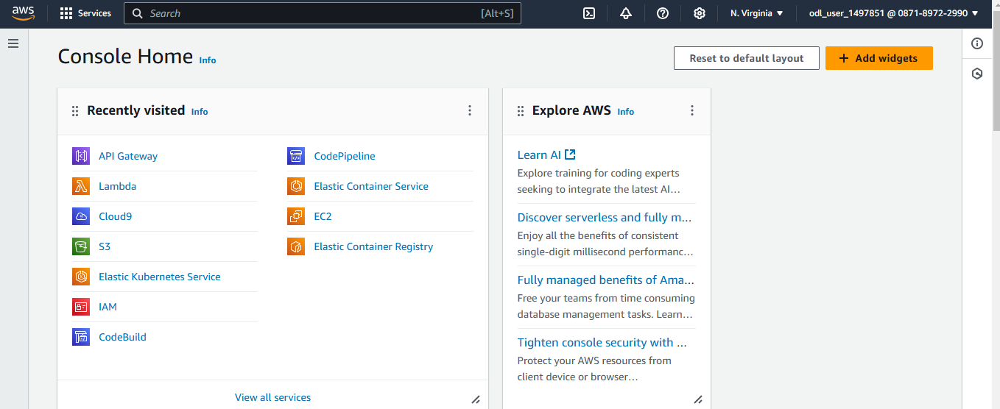 aws
Services
Search
[Alt+S]
N. Virginia
odl_user_1497851 @ 0871-8972-2990
Console Home Info
Reset to default layout
Add widgets
Recently visited Info
API Gateway
Lambda
Cloud9
S3
Elastic Kubernetes Service
IAM
CodeBuild
CodePipeline
Elastic Container Service
EC2
Elastic Container Registry
View all services
Explore AWS Info
Learn AI
Explore training for coding experts
seeking to integrate the latest AI…
Discover serverless and fully m…
Enjoy all the benefits of consistent
single-digit millisecond performanc…
Fully managed benefits of Ama…
Free your teams from time consuming
database management tasks. Learn…
Tighten console security with …
Protect your AWS resources from
client device or browser…